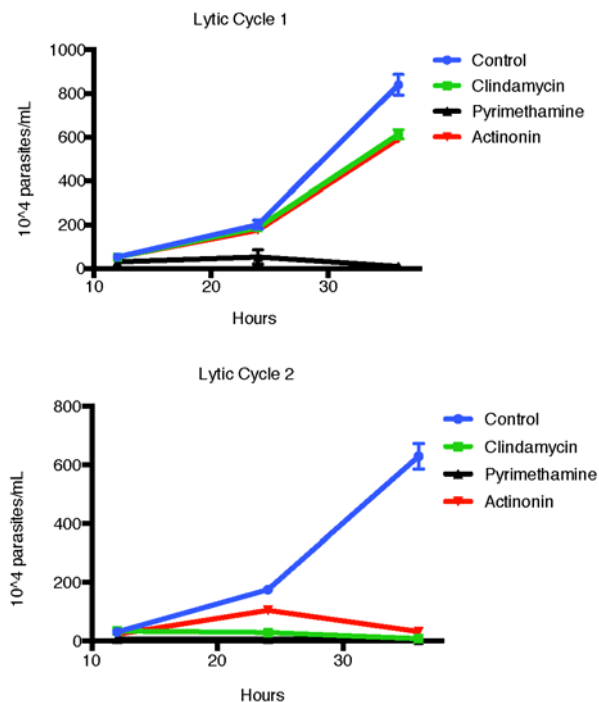 Lytic Cycle 1
1000
800
600
400
200
0
10
20
30
10^4 parasites/mL
Hours
Control
Clindamycin
Pyrimethamine
Actinonin
Lytic Cycle 2
800
600
400
200
0
10
20
30
10^4 parasites/mL
Hours
Control
Clindamycin
Pyrimethamine
Actinonin